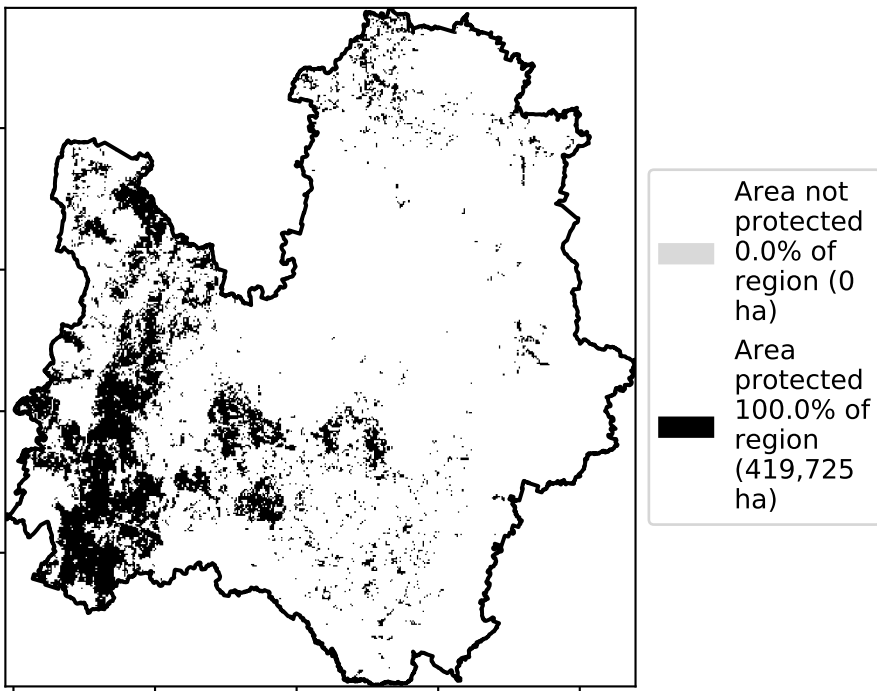 Area not
protected
0.0% of
region (0
ha)
Area
protected
100.0% of
region
(419,725
ha)